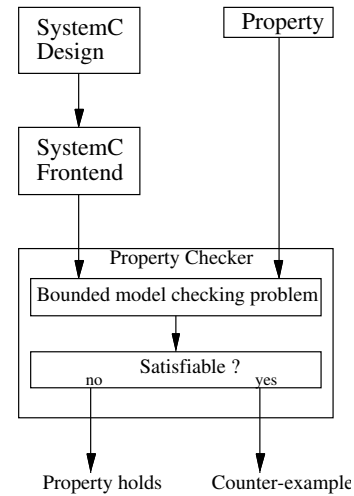 SystemC
Design
Property
SystemC
Frontend
Property Checker
Bounded model checking problem
Satisfiable ?
no
yes
Property holds
Counter-example